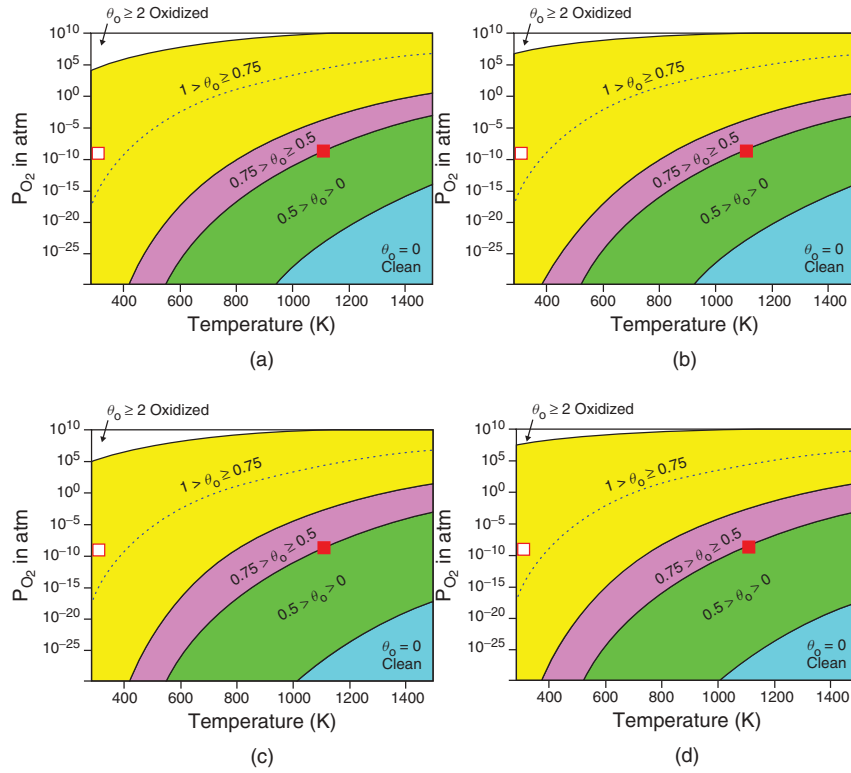 θo ≥ 2 Oxidized
10^10
10^5
10^0
10^−5
10^−10
10^−15
10^−20
10^−25
P_O2 in atm
1 > θo ≥ 0.75
0.75 > θo ≥ 0.5
0.5 > θo > 0
θo = 0
Clean
400 600 800 1000 1200 1400
Temperature (K)
(a)
θo ≥ 2 Oxidized
10^10
10^5
10^0
10^−5
10^−10
10^−15
10^−20
10^−25
P_O2 in atm
1 > θo ≥ 0.75
0.75 > θo ≥ 0.5
0.5 > θo > 0
θo = 0
Clean
400 600 800 1000 1200 1400
Temperature (K)
(b)
θo ≥ 2 Oxidized
10^10
10^5
10^0
10^−5
10^−10
10^−15
10^−20
10^−25
P_O2 in atm
1 > θo ≥ 0.75
0.75 > θo ≥ 0.5
0.5 > θo > 0
θo = 0
Clean
400 600 800 1000 1200 1400
Temperature (K)
(c)
θo ≥ 2 Oxidized
10^10
10^5
10^0
10^−5
10^−10
10^−15
10^−20
10^−25
P_O2 in atm
1 > θo ≥ 0.75
0.75 > θo ≥ 0.5
0.5 > θo > 0
θo = 0
Clean
400 600 800 1000 1200 1400
Temperature (K)
(d)